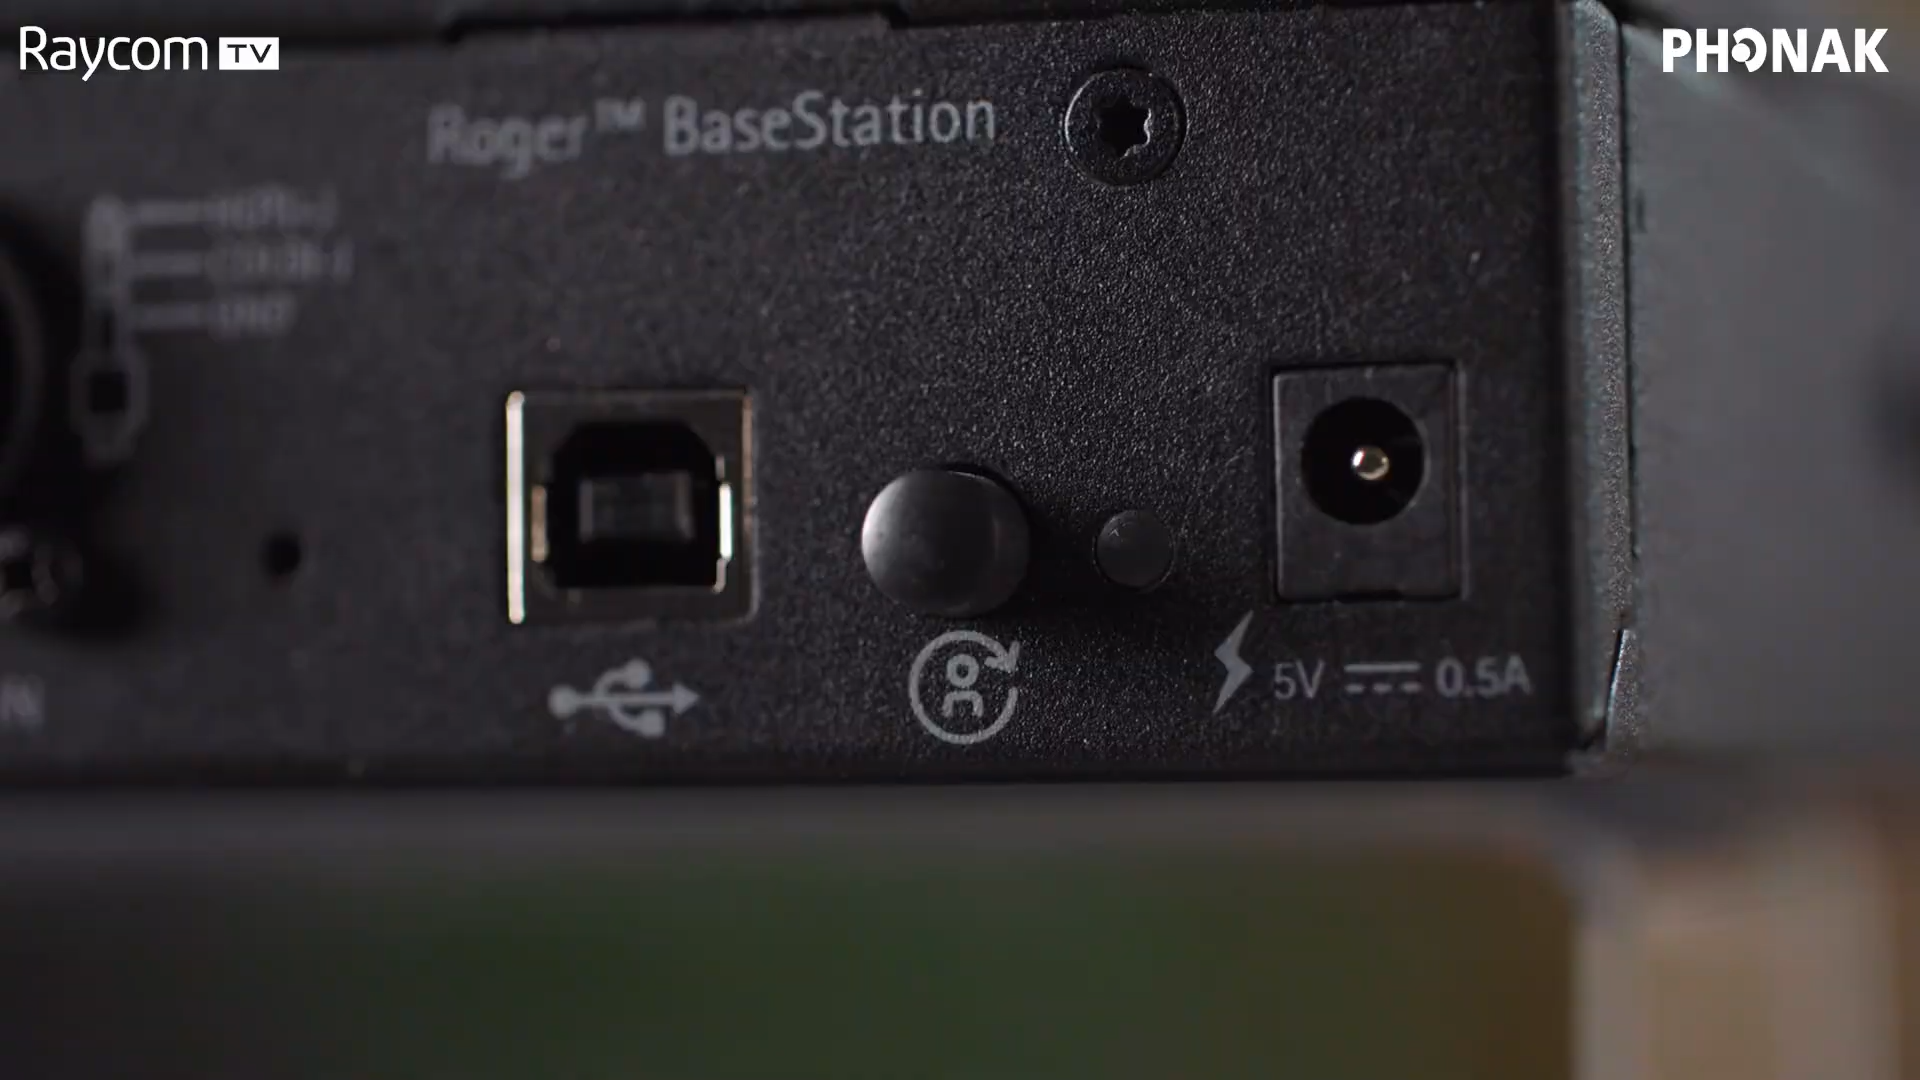 Raycom TV
PHONAK
Roger™ BaseStation
5V
0.5A